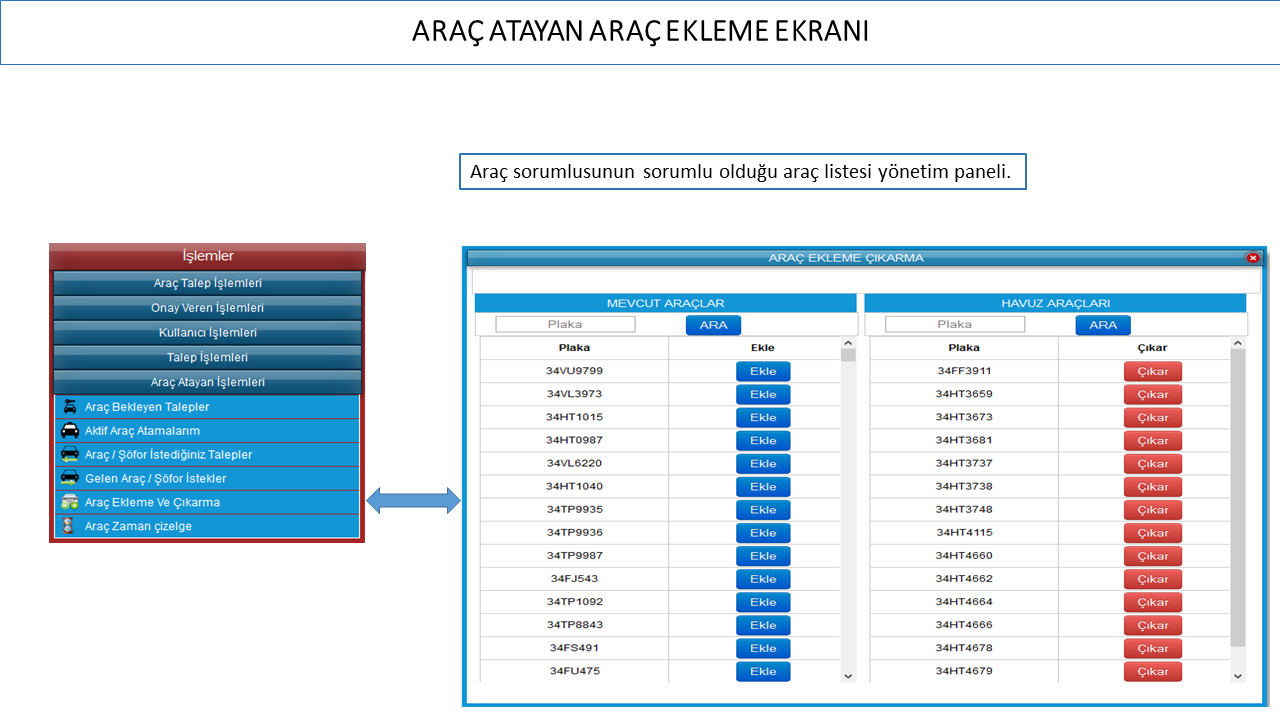 ARAÇ ATAYAN ARAÇ EKLEME EKRANI
Araç sorumlusunun sorumlu olduğu araç listesi yönetim paneli.
İşlemler
Araç Talep İşlemleri
Onay Veren İşlemleri
Kullanıcı İşlemleri
Talep İşlemleri
Araç Atayan İşlemleri
Araç Bekleyen Talepler
Aktif Araç Atamalarım
Araç / Şöfor İstediğiniz Talepler
Gelen Araç / Şöfor İstekler
Araç Ekleme Ve Çıkarma
Araç Zaman çizelge
ARAÇ EKLEME ÇIKARMA
MEVCUT ARAÇLAR
Plaka ARA
Plaka Ekle
34VU9799 Ekle
34VL3973 Ekle
34HT1015 Ekle
34HT0987 Ekle
34VL6220 Ekle
34HT1040 Ekle
34TP9935 Ekle
34TP9936 Ekle
34TP9987 Ekle
34FJ543 Ekle
34TP1092 Ekle
34TP8843 Ekle
34FS491 Ekle
34FU475 Ekle
HAVUZ ARAÇLARI
Plaka ARA
Plaka Çıkar
34FF3911 Çıkar
34HT3659 Çıkar
34HT3673 Çıkar
34HT3681 Çıkar
34HT3737 Çıkar
34HT3738 Çıkar
34HT3748 Çıkar
34HT4115 Çıkar
34HT4660 Çıkar
34HT4662 Çıkar
34HT4664 Çıkar
34HT4666 Çıkar
34HT4678 Çıkar
34HT4679 Çıkar